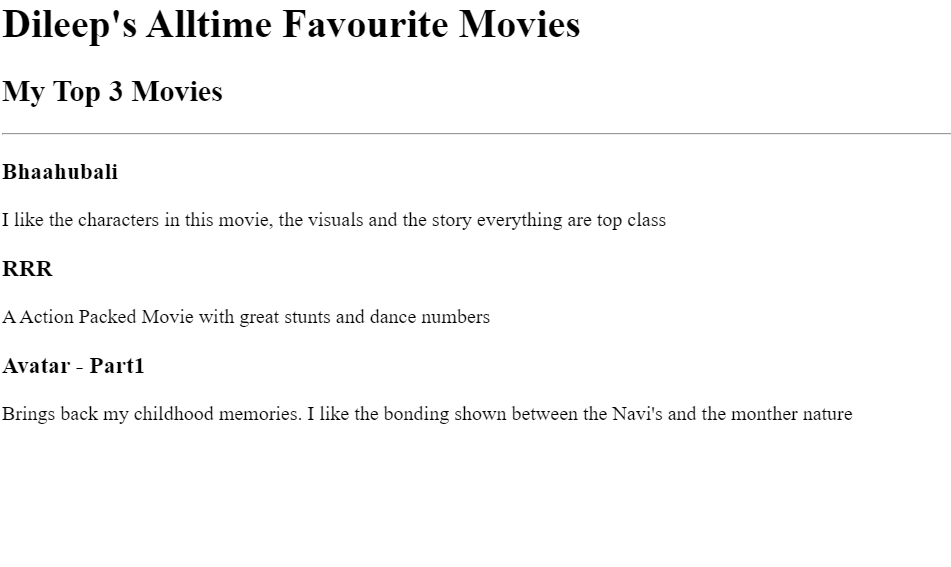 Dileep's Alltime Favourite Movies
My Top 3 Movies
Bhaahubali
I like the characters in this movie, the visuals and the story everything are top class
RRR
A Action Packed Movie with great stunts and dance numbers
Avatar - Part1
Brings back my childhood memories. I like the bonding shown between the Navi's and the monther nature